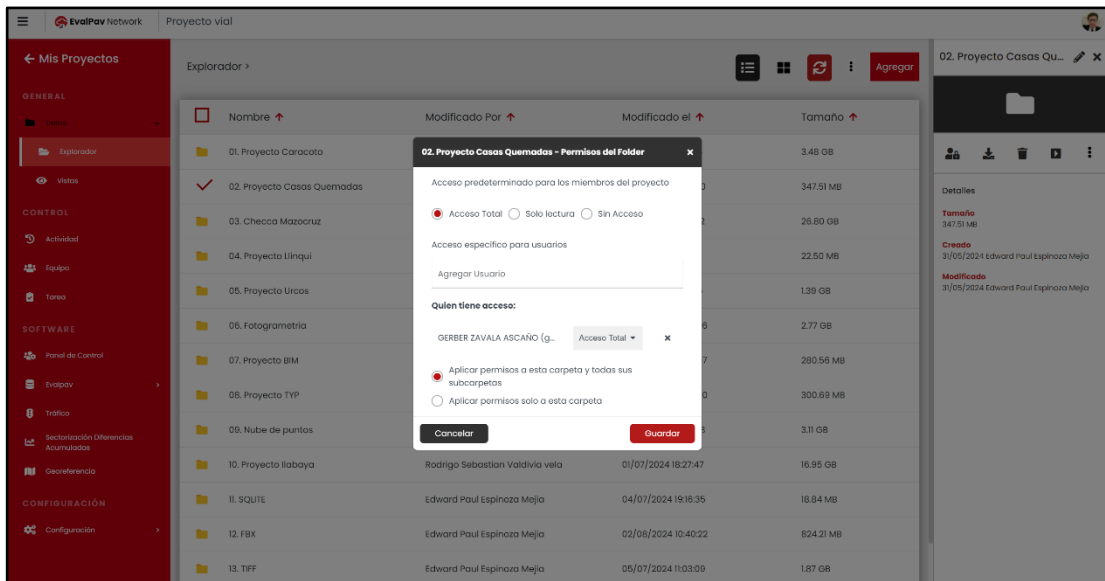 EvalPav Network
Proyecto vial
Mis Proyectos
GENERAL
Datos
Explorador
Vistas
CONTROL
Actividad
Equipo
Tarea
SOFTWARE
Panel de Control
Evalpav
Tráfico
Sectorización Diferencias
Acumuladas
Georeferencia
CONFIGURACIÓN
Configuración
Explorador >
Agregar
Nombre Modificado Por Modificado el Tamaño
01. Proyecto Caracoto 3.48 GB
02. Proyecto Casas Quemadas 347.51 MB
03. Checca Mazocruz 26.80 GB
04. Proyecto Llinqui 22.50 MB
05. Proyecto Urcos 1.39 GB
06. Fotogrametria 2.77 GB
07. Proyecto BIM 280.56 MB
08. Proyecto TYP 300.69 MB
09. Nube de puntos 3.11 GB
10. Proyecto Ilabaya Rodrigo Sebastian Valdivia vela 01/07/2024 18:27:47 16.95 GB
11. SQLITE Edward Paul Espinoza Mejia 04/07/2024 19:16:35 18.84 MB
12. FBX Edward Paul Espinoza Mejia 02/08/2024 10:40:22 824.21 MB
13. TIFF Edward Paul Espinoza Mejia 05/07/2024 11:03:09 1.87 GB
02. Proyecto Casas Quemadas - Permisos del Folder
Acceso predeterminado para los miembros del proyecto
Acceso Total Solo lectura Sin Acceso
Acceso específico para usuarios
Agregar Usuario
Quien tiene acceso:
GERBER ZAVALA ASCAÑO (g... Acceso Total
Aplicar permisos a esta carpeta y todas sus
subcarpetas
Aplicar permisos solo a esta carpeta
Cancelar Guardar
02. Proyecto Casas Qu...
Detalles
Tamaño
347.51 MB
Creado
31/05/2024 Edward Paul Espinoza Mejia
Modificado
31/05/2024 Edward Paul Espinoza Mejia